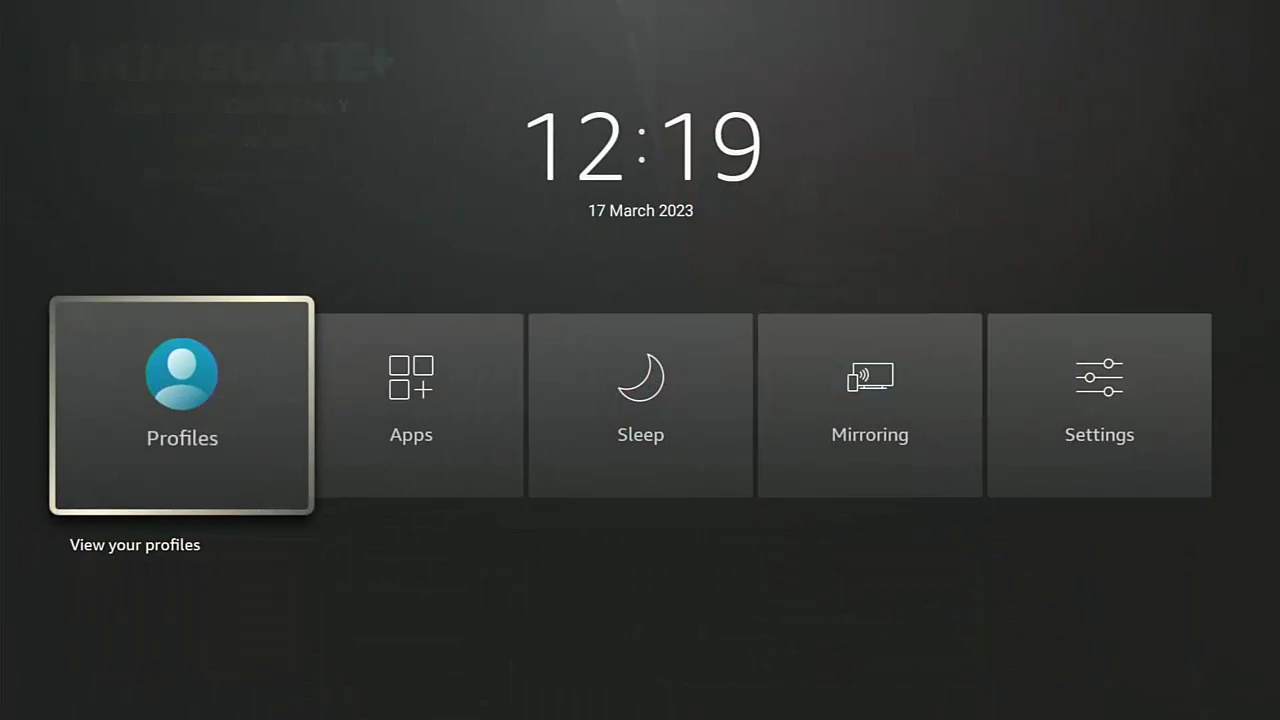 12:19
17 March 2023
Profiles
Apps
Sleep
Mirroring
Settings
View your profiles